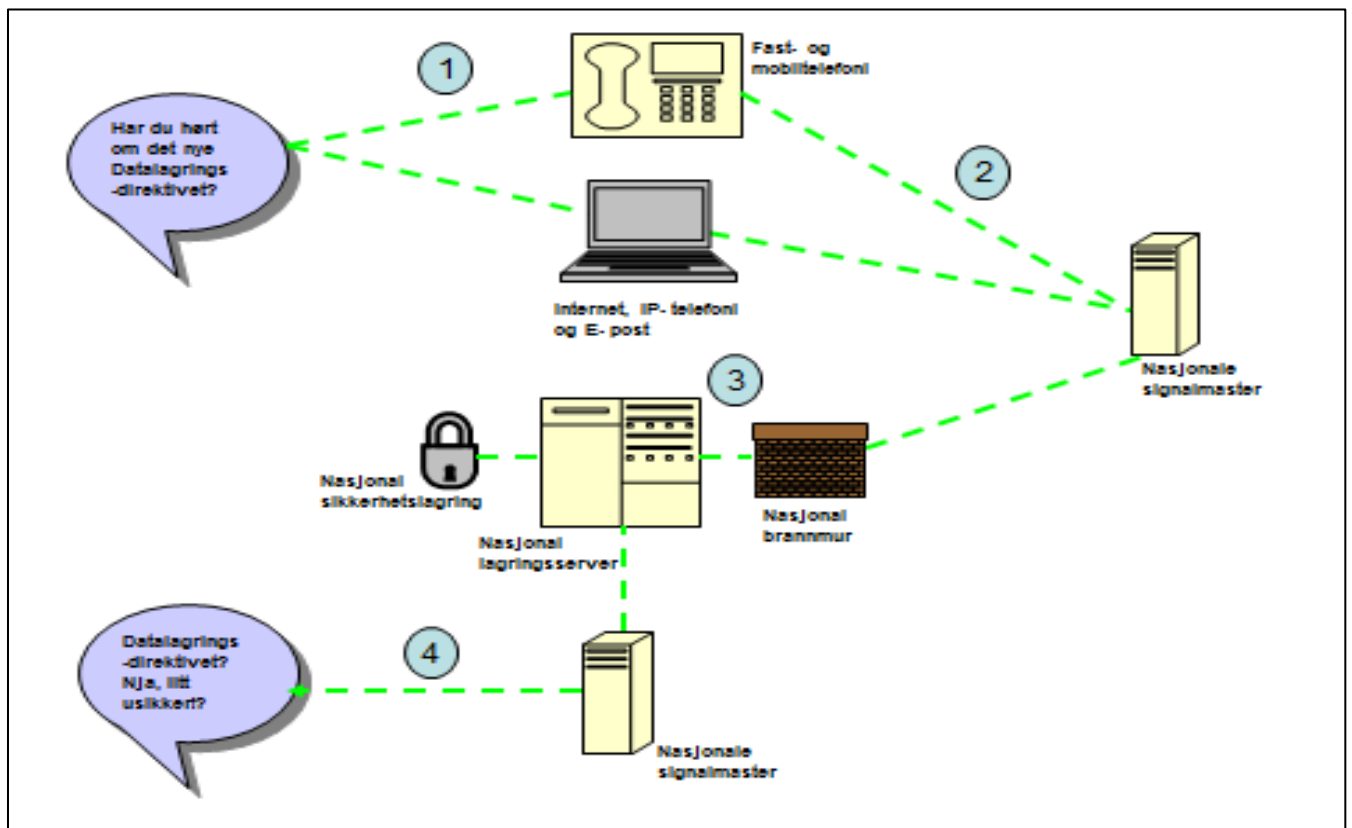 1
Fast- og
mobiltelefoni
Har du hørt
om det nye
Datalagrings
-direktivet?
2
Internet, IP- telefoni
og E- post
Nasjonale
signalmaster
3
Nasjonal
sikkerhetslagring
Nasjonal
brannmur
Nasjonal
lagringsserver
Datalagrings
-direktivet?
Nja, litt
usikkert?
4
Nasjonale
signalmaster